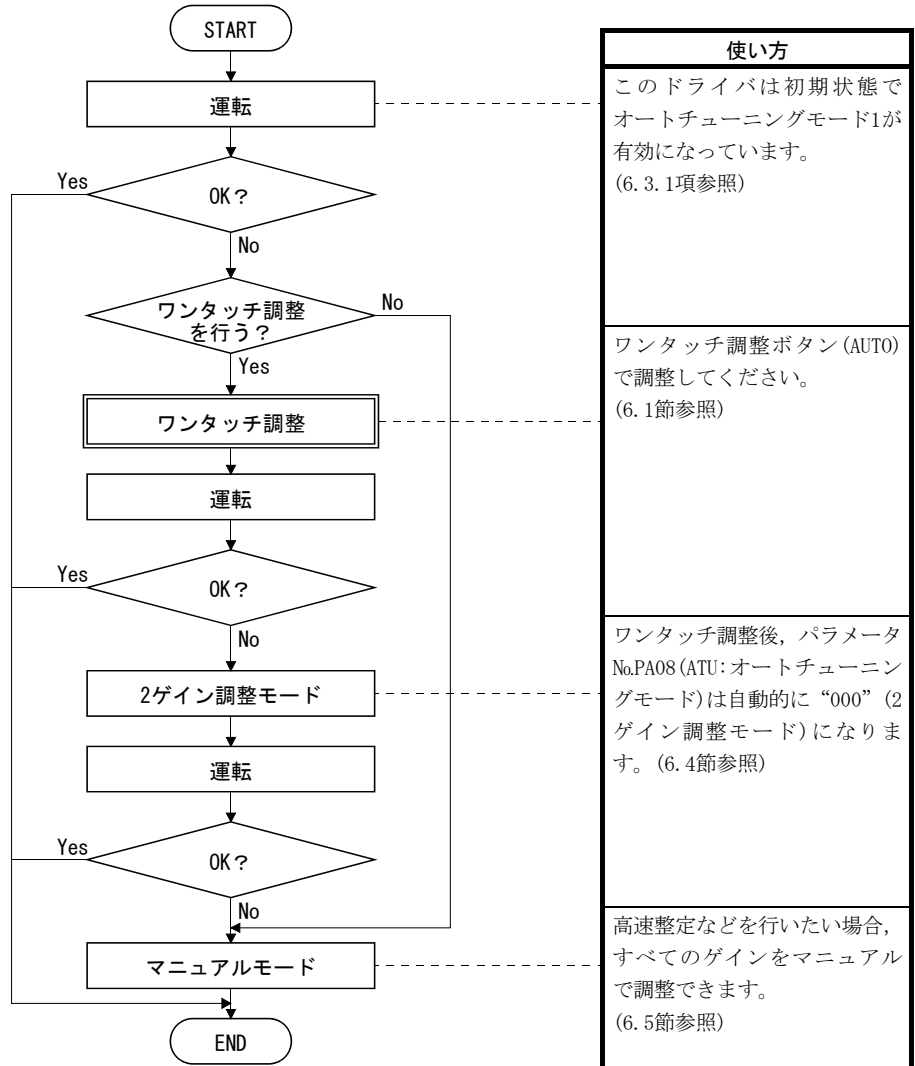 START
運転
OK？
Yes
No
ワンタッチ調整
を行う？
No
Yes
ワンタッチ調整
運転
OK？
Yes
No
2ゲイン調整モード
運転
OK？
Yes
No
マニュアルモード
END
使い方
このドライバは初期状態で
オートチューニングモード1が
有効になっています。
(6.3.1項参照)
ワンタッチ調整ボタン(AUTO)
で調整してください。
(6.1節参照)
ワンタッチ調整後，パラメータ
№PA08(ATU:オートチューニン
グモード)は自動的に“000”(2
ゲイン調整モード)になりま
す。(6.4節参照)
高速整定などを行いたい場合，
すべてのゲインをマニュアル
で調整できます。
(6.5節参照)